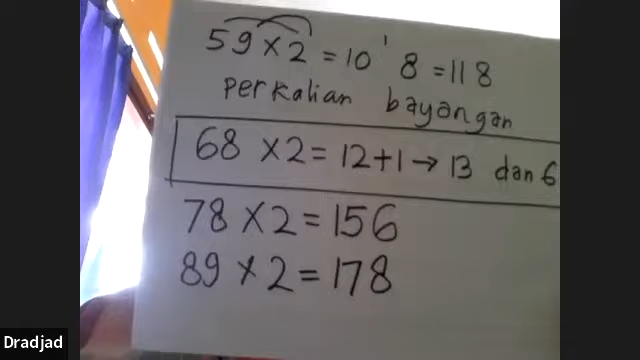 59 × 2 = 10 ' 8 = 118
perkalian bayangan
68 × 2 = 12 + 1 → 13 dan 6
78 × 2 = 156
89 × 2 = 178
Dradjad